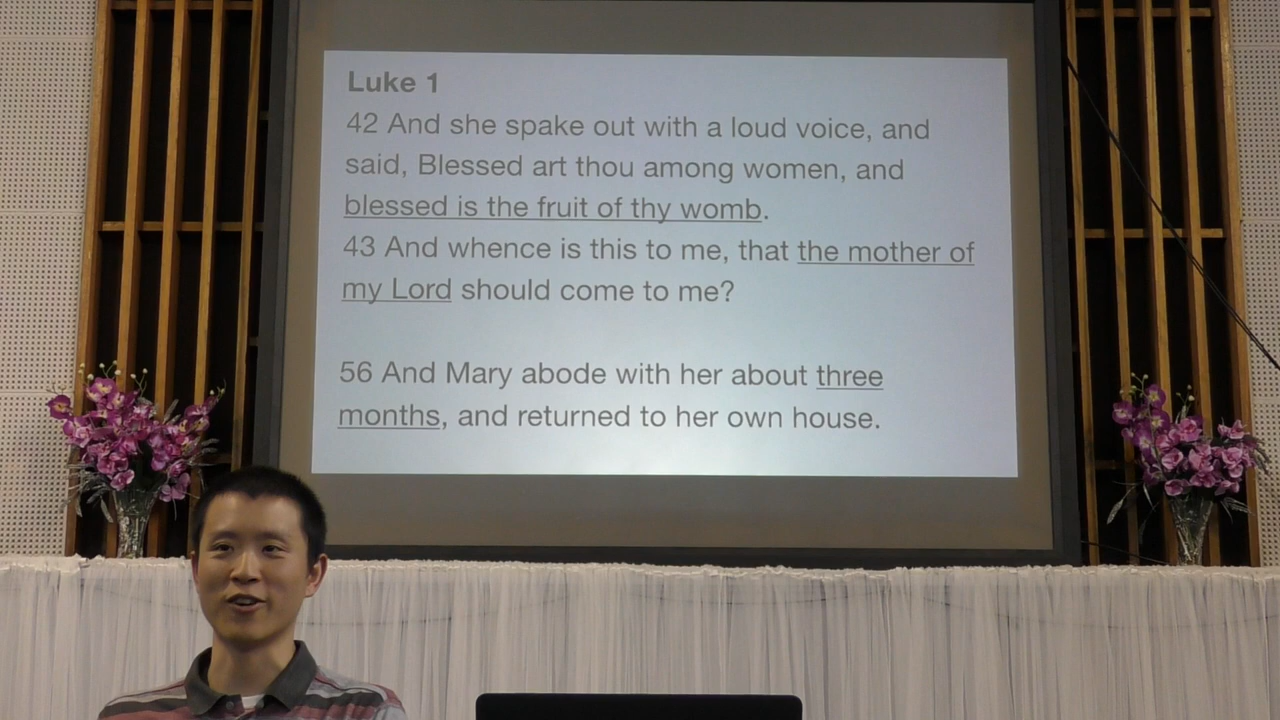 Luke 1
42 And she spake out with a loud voice, and
said, Blessed art thou among women, and
blessed is the fruit of thy womb.
43 And whence is this to me, that the mother of
my Lord should come to me?
56 And Mary abode with her about three
months, and returned to her own house.